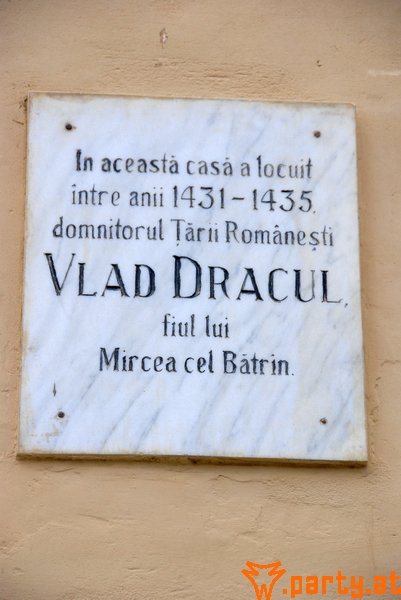 In această casă a locuit
între anii 1431-1435,
domnitorul Țării Românești
VLAD DRACUL,
fiul lui
Mircea cel Bătrîn.
.party.at